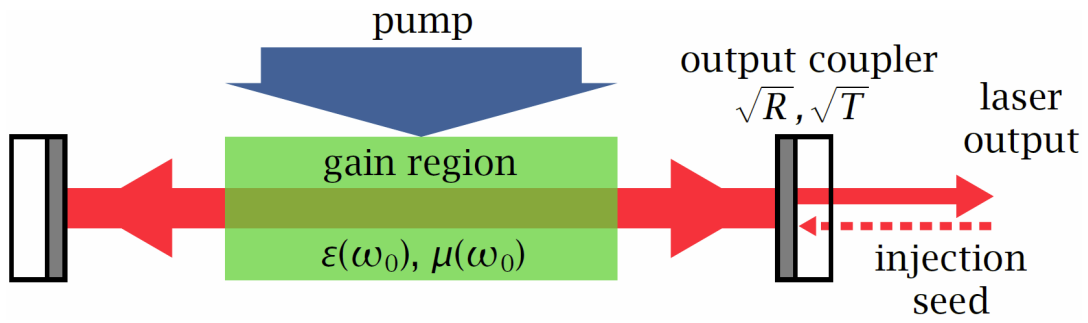 pump
output coupler
√R, √T
laser
output
gain region
ε(ω₀), μ(ω₀)
injection
seed